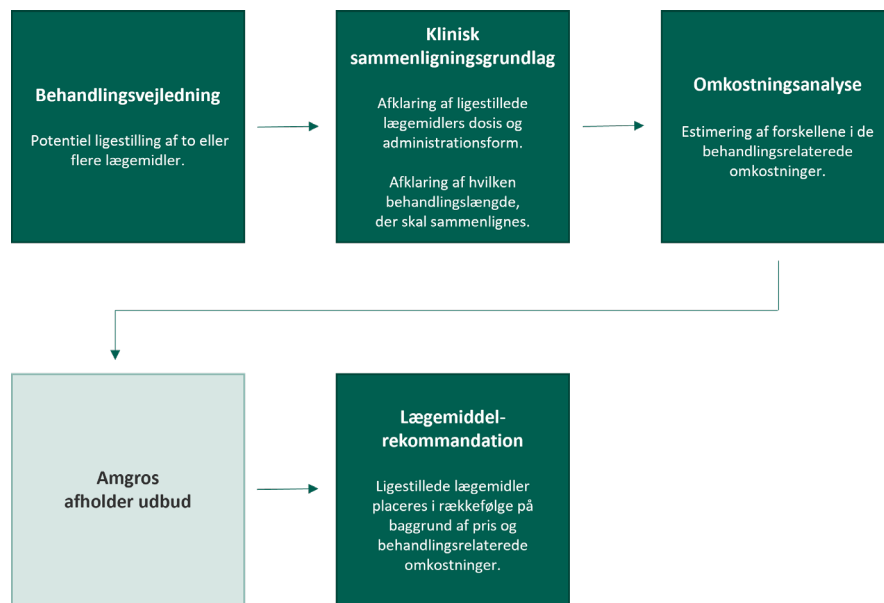 Behandlingsvejledning
Potentiel ligestilling af to eller
flere lægemidler.
Klinisk
sammenligningsgrundlag
Afklaring af ligestillede
lægemidlers dosis og
administrationsform.
Afklaring af hvilken
behandlingslængde,
der skal sammenlignes.
Omkostningsanalyse
Estimering af forskellene i de
behandlingsrelaterede
omkostninger.
Amgros
afholder udbud
Lægemiddel-
rekommandation
Ligestillede lægemidler
placeres i rækkefølge på
baggrund af pris og
behandlingsrelaterede
omkostninger.